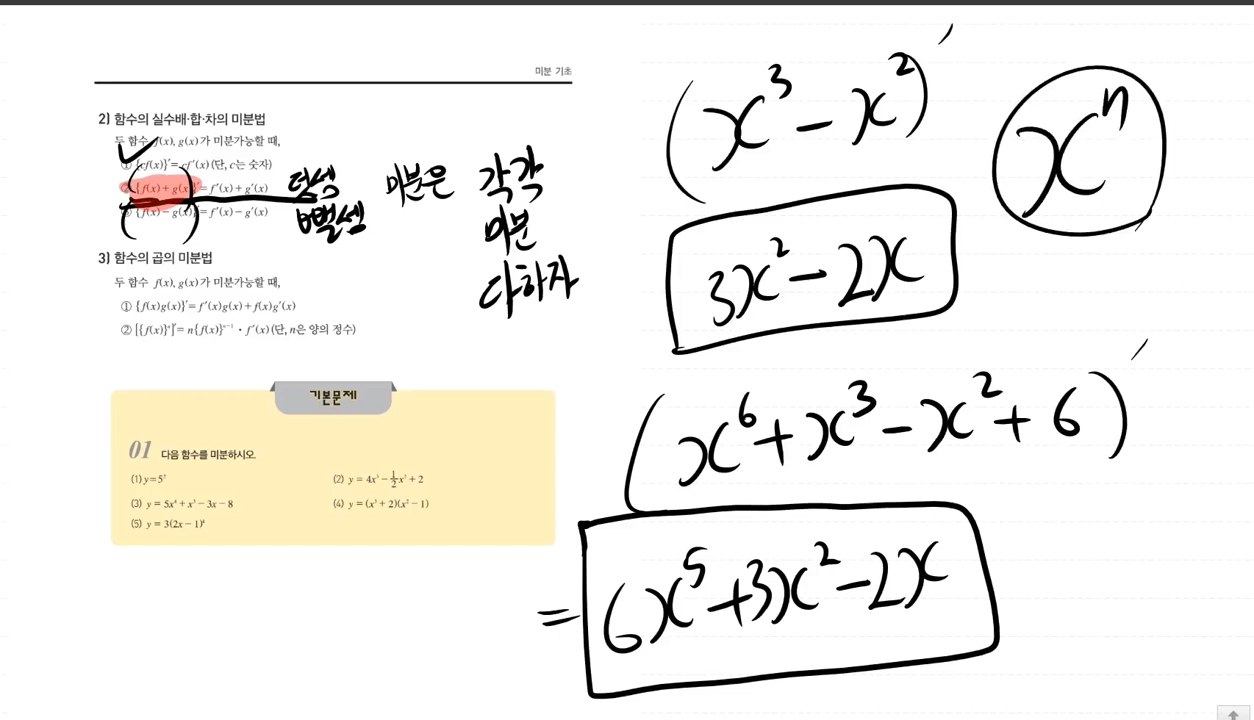 미분 기초
2) 함수의 실수배·합·차의 미분법
두 함수 f(x), g(x)가 미분가능할 때,
① {cf(x)}′= cf′(x) (단, c는 숫자)
② {f(x)+g(x)}′= f′(x)+g′(x)
③ {f(x)−g(x)}′= f′(x)−g′(x)
덧셈
뺄셈
미분은
각각
미분
다하자
3) 함수의 곱의 미분법
두 함수 f(x), g(x)가 미분가능할 때,
① {f(x)g(x)}′= f′(x)g(x)+f(x)g′(x)
② [{f(x)}ⁿ]′= n{f(x)}ⁿ⁻¹ · f′(x) (단, n은 양의 정수)
기본문제
01 다음 함수를 미분하시오.
(1) y=5⁷
(2) y = 4x³ − 1/2x² + 2
(3) y = 5x⁴ + x³ − 3x − 8
(4) y = (x³ + 2)(x² − 1)
(5) y = 3(2x − 1)⁴
(x³ − x²)′
xⁿ
3x² − 2x
(x⁶ + x³ − x² + 6)′
= 6x⁵ + 3x² − 2x